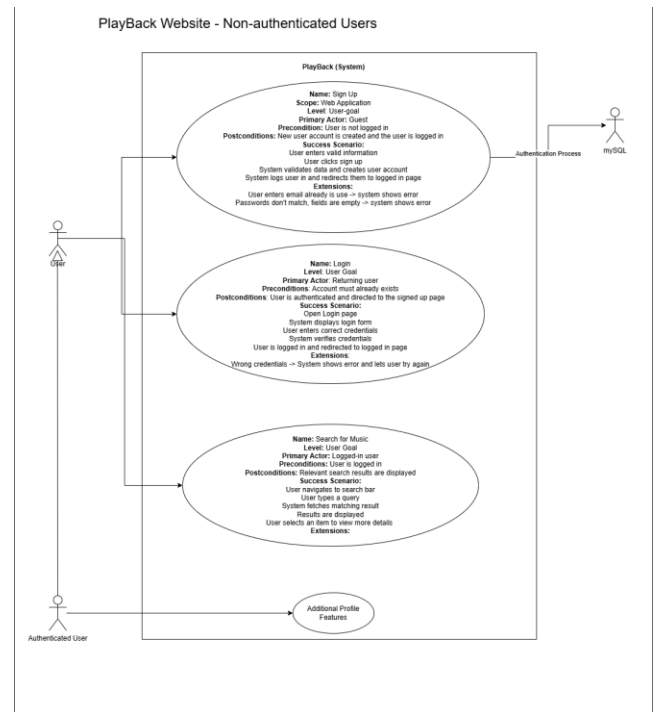 PlayBack Website - Non-authenticated Users
PlayBack (System)
Name: Sign Up
Scope: Web Application
Level: User-goal
Primary Actor: Guest
Precondition: User is not logged in
Postconditions: New user account is created and the user is logged in
Success Scenario:
User enters valid information
User clicks sign up
System validates data and creates user account
System logs user in and redirects them to logged in page
Extensions:
User enters email already is use -> system shows error
Passwords don't match, fields are empty -> system shows error
Authentication Process
mySQL
User
Name: Login
Level: User Goal
Primary Actor: Returning user
Preconditions: Account must already exists
Postconditions: User is authenticated and directed to the signed up page
Success Scenario:
Open Login page
System displays login form
User enters correct credentials
System verifies credentials
User is logged in and redirected to logged in page
Extensions:
Wrong credentials -> System shows error and lets user try again
Name: Search for Music
Level: User Goal
Primary Actor: Logged-in user
Preconditions: User is logged in
Postconditions: Relevant search results are displayed
Success Scenario:
User navigates to search bar
User types a query
System fetches matching result
Results are displayed
User selects an item to view more details
Extensions:
Additional Profile
Features
Authenticated User